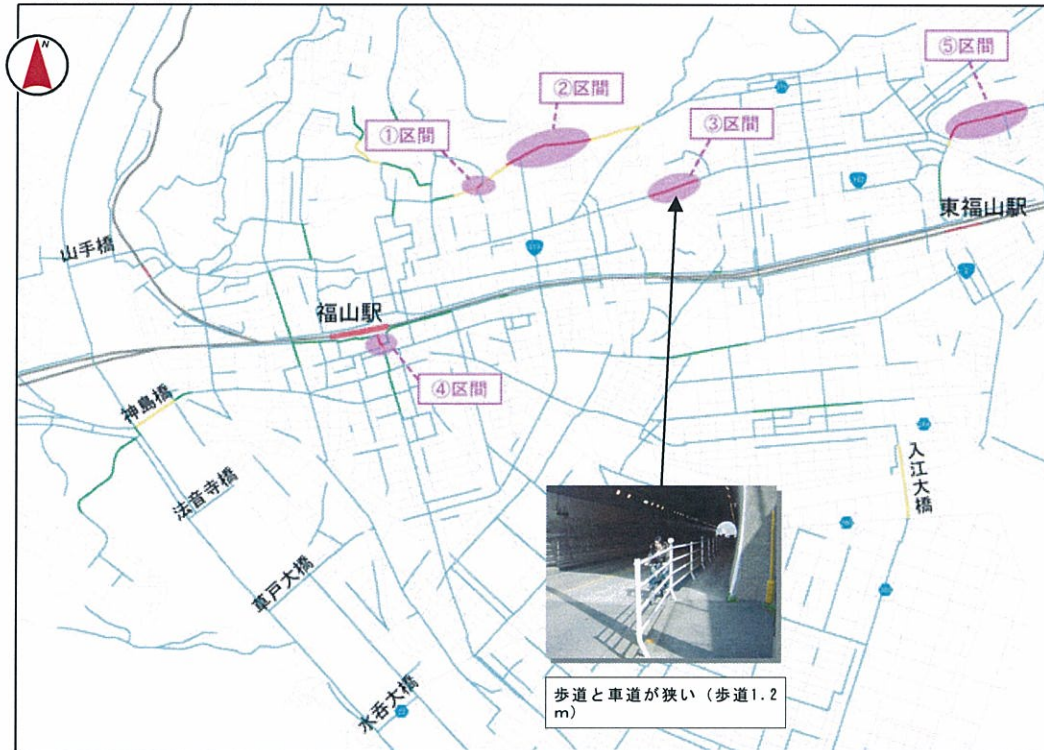 N
⑤区間
②区間
①区間
③区間
東福山駅
山手橋
福山駅
2
④区間
神島橋
入江大橋
法音寺橋
草戸大橋
水呑大橋
22
歩道と車道が狭い（歩道1.2
m）